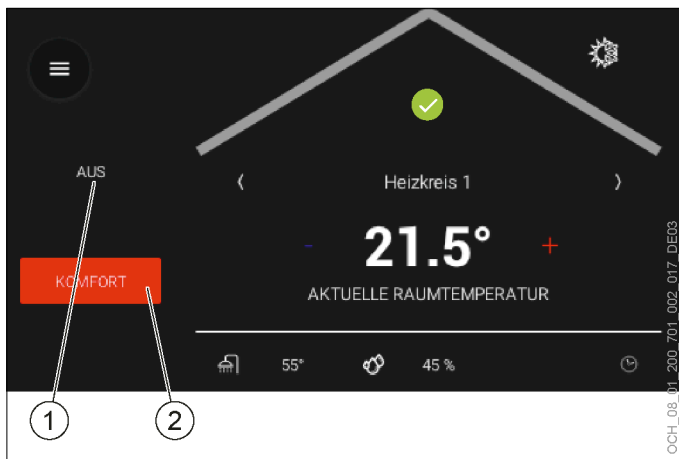 AUS
KOMFORT
Heizkreis 1
- 21.5° +
AKTUELLE RAUMTEMPERATUR
55° 45 %
1 2
OCH_08_01_200_701_002_017_DE03